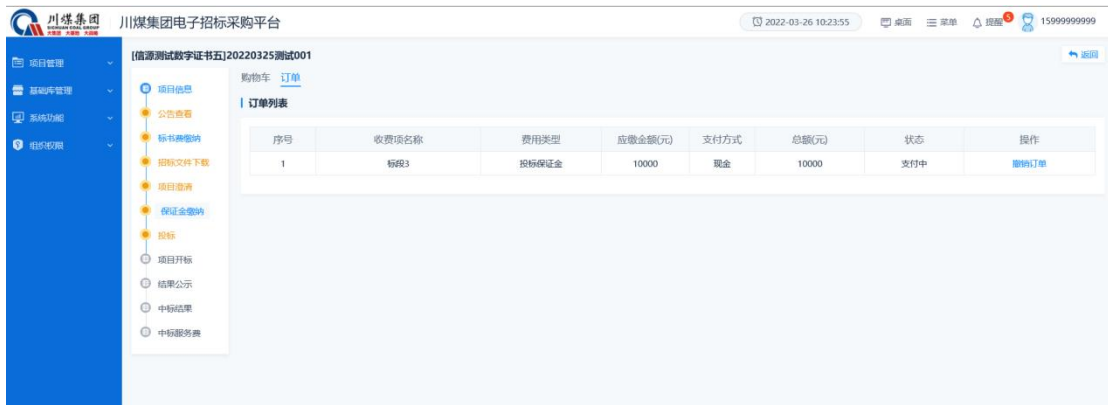 川煤集团
SICHUAN COAL GROUP
川煤集团电子招标采购平台
2022-03-26 10:23:55
桌面
菜单
提醒
5
15999999999
项目管理
基础库管理
系统功能
组织权限
[信源测试数字证书五]20220325测试001
返回
项目信息
公告查看
标书费缴纳
招标文件下载
项目澄清
保证金缴纳
投标
项目开标
结果公示
中标结果
中标服务费
购物车 订单
订单列表
序号 收费项名称 费用类型 应缴金额(元) 支付方式 总额(元) 状态 操作
1 标段3 投标保证金 10000 现金 10000 支付中 撤销订单